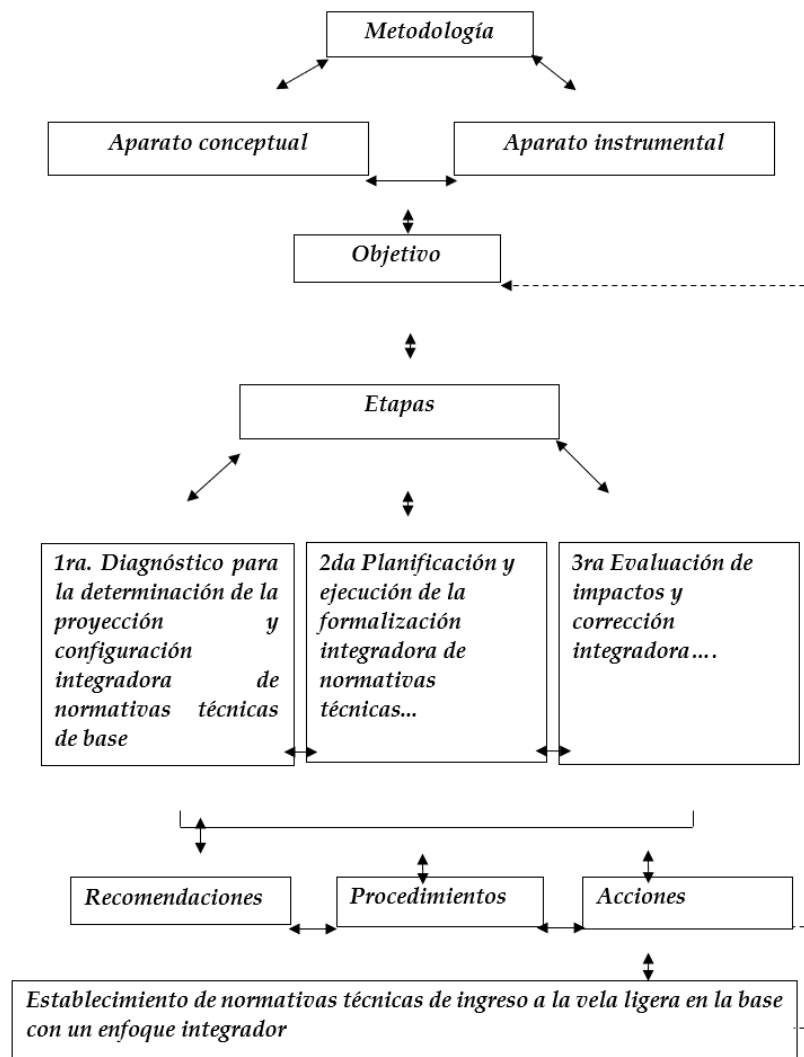 Metodología
Aparato conceptual
Aparato instrumental
Objetivo
Etapas
1ra. Diagnóstico para
la determinación de la
proyección y
configuración
integradora de
normativas técnicas
de base
2da Planificación y
ejecución de la
formalización
integradora de
normativas
técnicas...
3ra Evaluación de
impactos y
corrección
integradora….
Recomendaciones
Procedimientos
Acciones
Establecimiento de normativas técnicas de ingreso a la vela ligera en la base
con un enfoque integrador